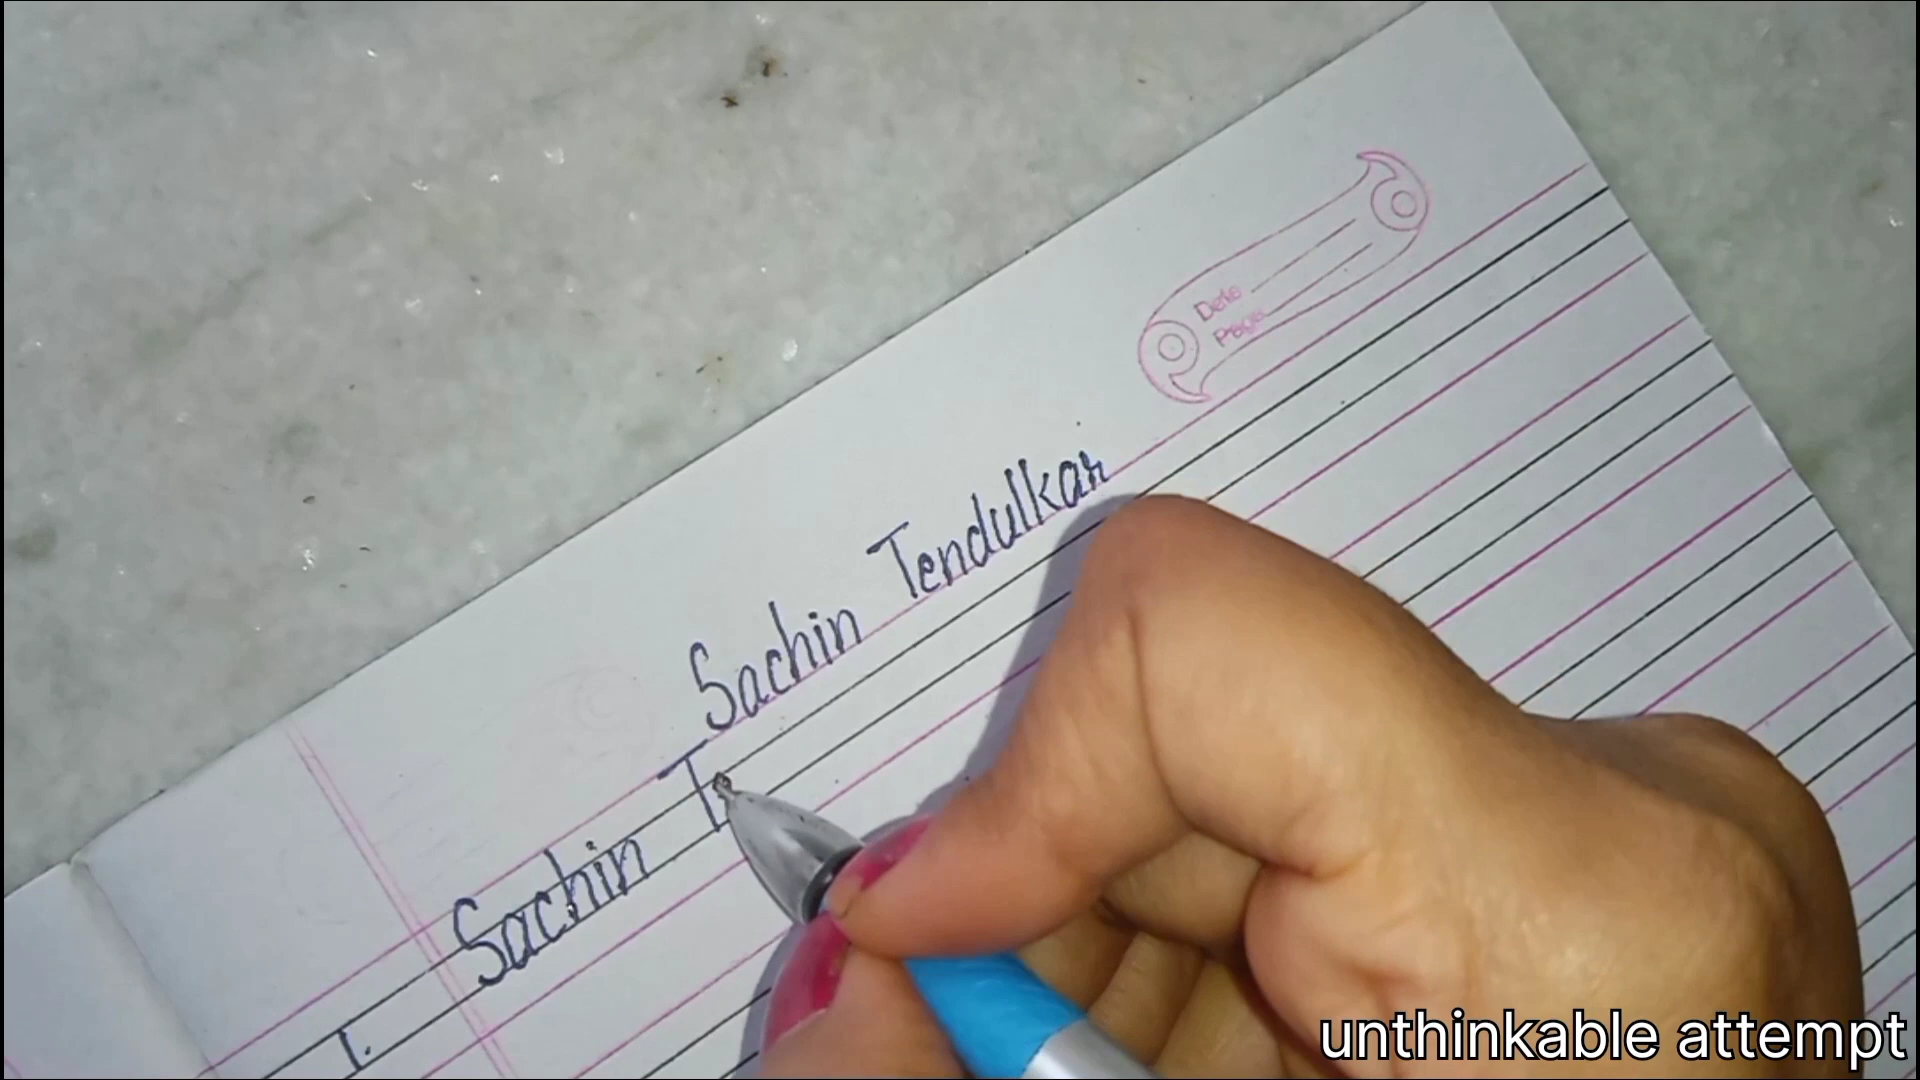 Date
Page
Sachin Tendulkar
1. Sachin T
unthinkable attempt